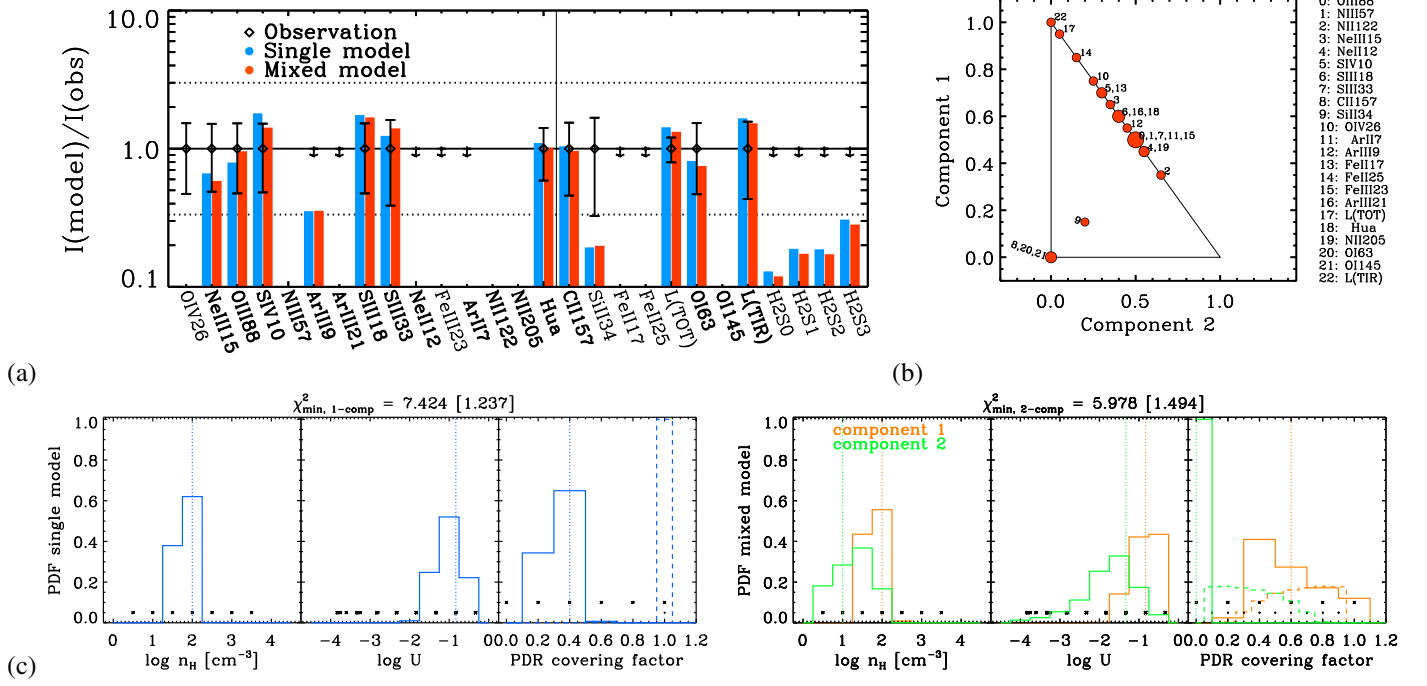 I(model)/I(obs)
10.0
1.0
0.1
Observation
Single model
Mixed model
OIV26
NeIII15
OIII88
SIV10
NIII57
ArIII9
ArIII21
SIII18
SIII33
NeII12
FeIII23
ArII7
NII122
NII205
Hua
CII157
SiII34
FeII17
FeII25
L(TOT)
OI63
OI145
L(TIR)
H2S0
H2S1
H2S2
H2S3
(a)
Component 1
1.0
0.8
0.6
0.4
0.2
0.0
22
17
14
10
5,13
3
6,16,18
12
0,1,7,11,15
4,19
2
9
8,20,21
0.0 0.5 1.0
Component 2
0: OIII88
1: NIII57
2: NII122
3: NeIII15
4: NeII12
5: SIV10
6: SIII18
7: SIII33
8: CII157
9: SiII34
10: OIV26
11: ArII7
12: ArIII9
13: FeII17
14: FeII25
15: FeIII23
16: ArIII21
17: L(TOT)
18: Hua
19: NII205
20: OI63
21: OI145
22: L(TIR)
(b)
χ²min, 1-comp = 7.424 [1.237]
PDF single model
1.0
0.8
0.6
0.4
0.2
0.0
0 1 2 3 4
log nH [cm⁻³]
−4 −3 −2 −1 0
log U
0.0 0.2 0.4 0.6 0.8 1.0 1.2
PDR covering factor
χ²min, 2-comp = 5.978 [1.494]
PDF mixed model
1.0
0.8
0.6
0.4
0.2
0.0
component 1
component 2
0 1 2 3 4
log nH [cm⁻³]
−4 −3 −2 −1 0
log U
0.0 0.2 0.4 0.6 0.8 1.0 1.2
PDR covering factor
(c)